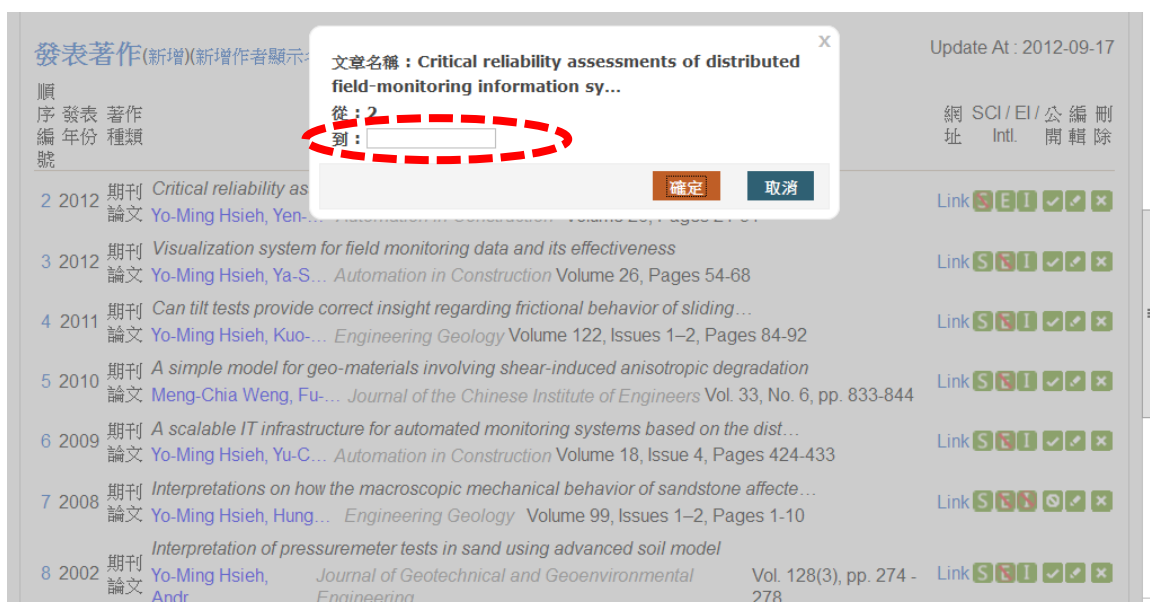 發表著作(新增)(新增作者顯示
Update At : 2012-09-17
x
文章名稱：Critical reliability assessments of distributed
field-monitoring information sy...
從：2
到：
確定 取消
順序編號 發表年份 著作種類 網址 SCI / EI / Intl. 公開 編輯 刪除
2 2012 期刊論文 Critical reliability as
Yo-Ming Hsieh, Yen-... Automation in Construction Volume 26, Pages Link S E I
3 2012 期刊論文 Visualization system for field monitoring data and its effectiveness
Yo-Ming Hsieh, Ya-S... Automation in Construction Volume 26, Pages 54-68 Link S E I
4 2011 期刊論文 Can tilt tests provide correct insight regarding frictional behavior of sliding…
Yo-Ming Hsieh, Kuo-... Engineering Geology Volume 122, Issues 1–2, Pages 84-92 Link S E I
5 2010 期刊論文 A simple model for geo-materials involving shear-induced anisotropic degradation
Meng-Chia Weng, Fu-... Journal of the Chinese Institute of Engineers Vol. 33, No. 6, pp. 833-844 Link S E I
6 2009 期刊論文 A scalable IT infrastructure for automated monitoring systems based on the dist…
Yo-Ming Hsieh, Yu-C... Automation in Construction Volume 18, Issue 4, Pages 424-433 Link S E I
7 2008 期刊論文 Interpretations on how the macroscopic mechanical behavior of sandstone affecte…
Yo-Ming Hsieh, Hung... Engineering Geology Volume 99, Issues 1–2, Pages 1-10 Link S E I
8 2002 期刊論文 Interpretation of pressuremeter tests in sand using advanced soil model
Yo-Ming Hsieh, Journal of Geotechnical and Geoenvironmental Vol. 128(3), pp. 274 - Link S E I
Andr Engineering 278